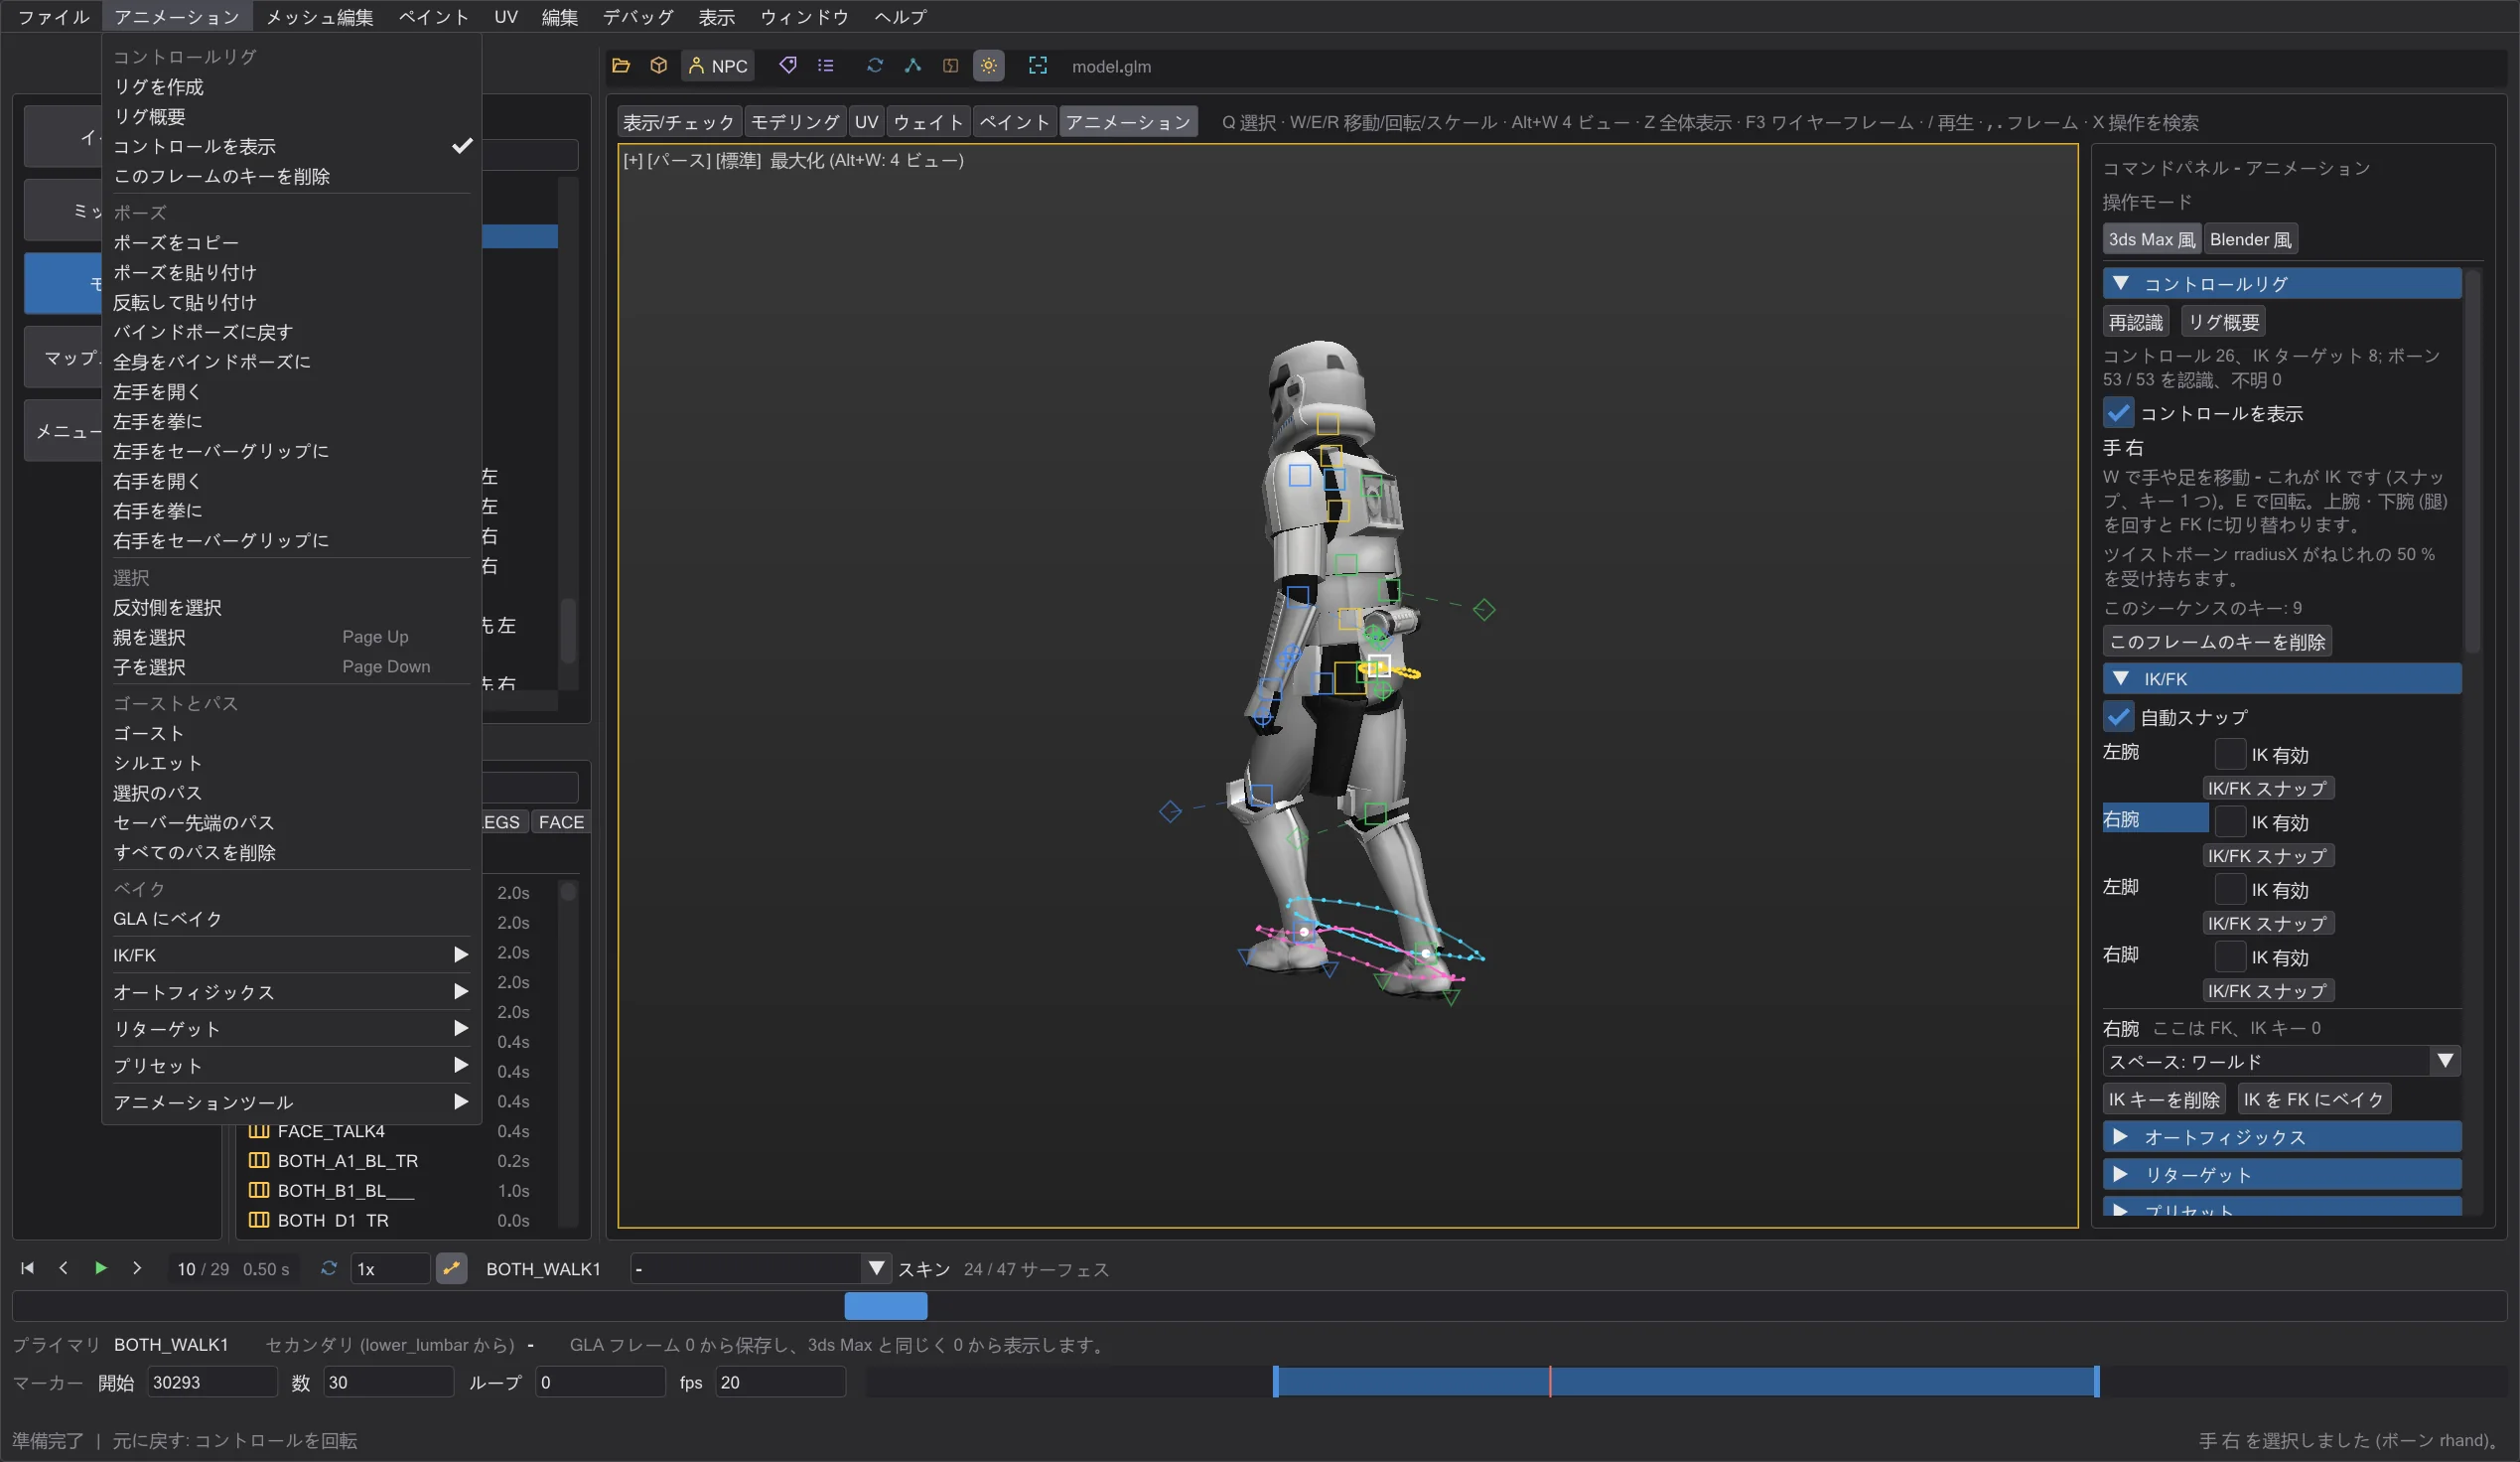 ファイル アニメーション メッシュ編集 ペイント UV 編集 デバッグ 表示 ウィンドウ ヘルプ
コントロールリグ
リグを作成
リグ概要
コントロールを表示
このフレームのキーを削除
ポーズ
ポーズをコピー
ポーズを貼り付け
反転して貼り付け
バインドポーズに戻す
全身をバインドポーズに
左手を開く
左手を拳に
左手をセーバーグリップに
右手を開く
右手を拳に
右手をセーバーグリップに
選択
反対側を選択
親を選択 Page Up
子を選択 Page Down
ゴーストとパス
ゴースト
シルエット
選択のパス
セーバー先端のパス
すべてのパスを削除
ベイク
GLA にベイク
IK/FK
オートフィジックス
リターゲット
プリセット
アニメーションツール
マップ
メニュー
左
左
右
右
先 左
先 右
EGS FACE
2.0s
2.0s
2.0s
2.0s
2.0s
0.4s
0.4s
0.4s
FACE_TALK4 0.4s
BOTH_A1_BL_TR 0.2s
BOTH_B1_BL___ 1.0s
BOTH_D1_TR 0.0s
NPC model.glm
表示/チェック モデリング UV ウェイト ペイント アニメーション Q 選択 · W/E/R 移動/回転/スケール · Alt+W 4 ビュー · Z 全体表示 · F3 ワイヤーフレーム · / 再生 · , . フレーム · X 操作を検索
[+] [パース] [標準] 最大化 (Alt+W: 4 ビュー)
コマンドパネル - アニメーション
操作モード
3ds Max 風 Blender 風
コントロールリグ
再認識 リグ概要
コントロール 26、IK ターゲット 8; ボーン
53 / 53 を認識、不明 0
コントロールを表示
手 右
W で手や足を移動 - これが IK です (スナッ
プ、キー 1 つ)。E で回転。上腕 · 下腕 (腿)
を回すと FK に切り替わります。
ツイストボーン rradiusX がねじれの 50 %
を受け持ちます。
このシーケンスのキー: 9
このフレームのキーを削除
IK/FK
自動スナップ
左腕 IK 有効
IK/FK スナップ
右腕 IK 有効
IK/FK スナップ
左脚 IK 有効
IK/FK スナップ
右脚 IK 有効
IK/FK スナップ
右腕 ここは FK、IK キー 0
スペース: ワールド
IK キーを削除 IK を FK にベイク
オートフィジックス
リターゲット
プリセット
10 / 29 0.50 s 1x BOTH_WALK1 - スキン 24 / 47 サーフェス
プライマリ BOTH_WALK1 セカンダリ (lower_lumbar から) - GLA フレーム 0 から保存し、3ds Max と同じく 0 から表示します。
マーカー 開始 30293 数 30 ループ 0 fps 20
準備完了 | 元に戻す: コントロールを回転
手 右 を選択しました (ボーン rhand)。